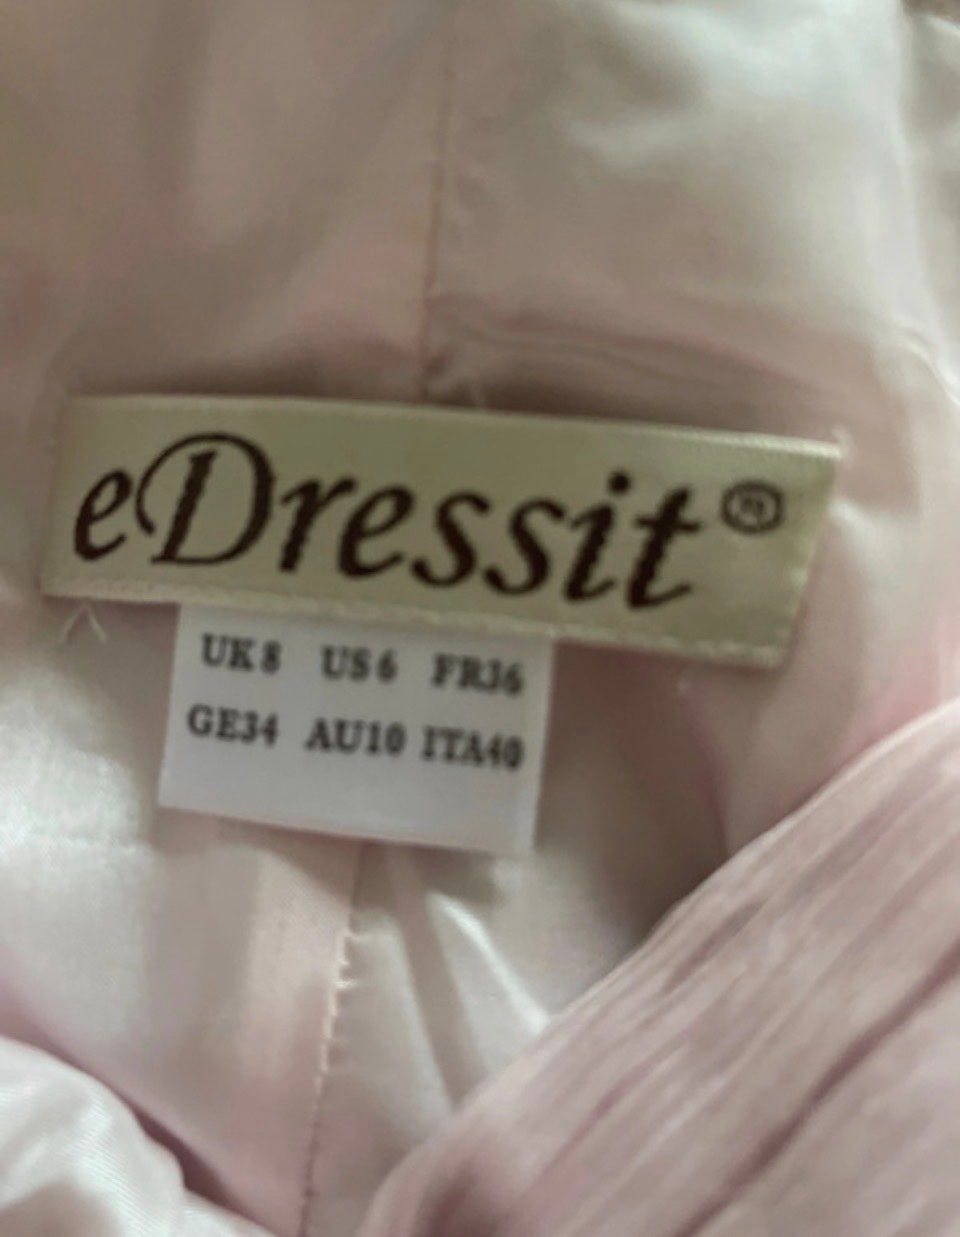 eDressit®
UK8 US6 FR36
GE34 AU10 ITA40